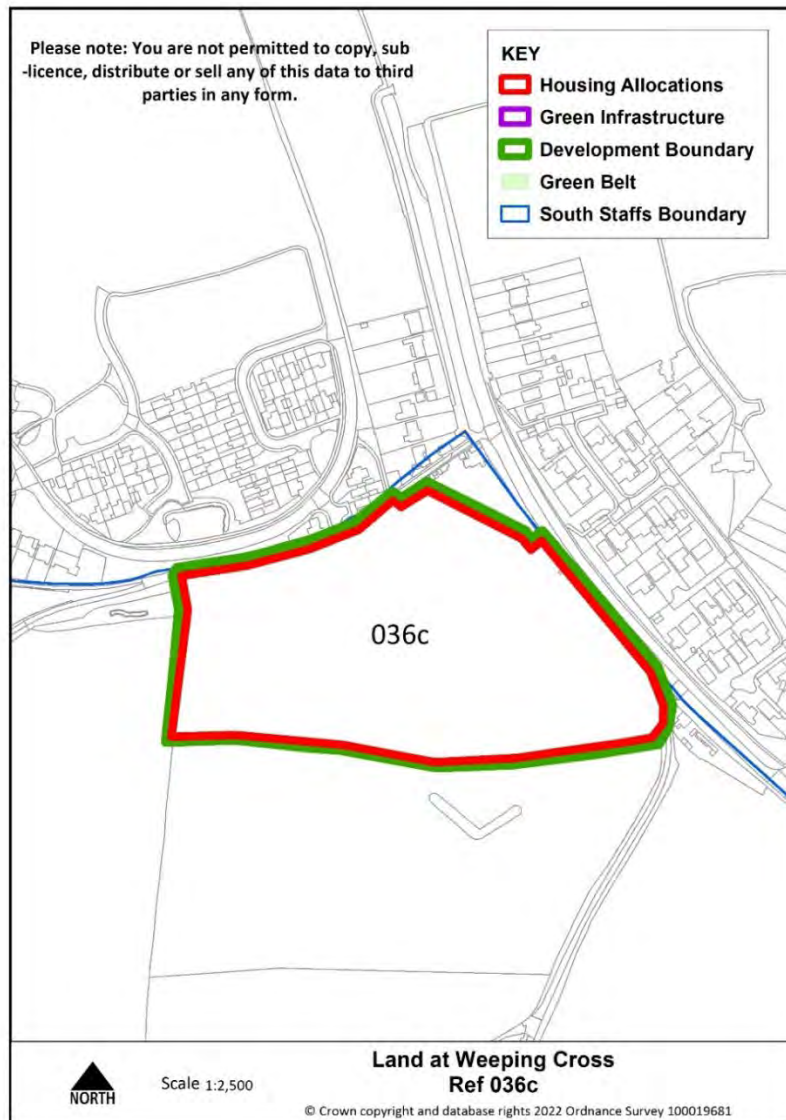 Please note: You are not permitted to copy, sub
-licence, distribute or sell any of this data to third
parties in any form.
KEY
Housing Allocations
Green Infrastructure
Development Boundary
Green Belt
South Staffs Boundary
036c
NORTH
Scale 1:2,500
Land at Weeping Cross
Ref 036c
© Crown copyright and database rights 2022 Ordnance Survey 100019681